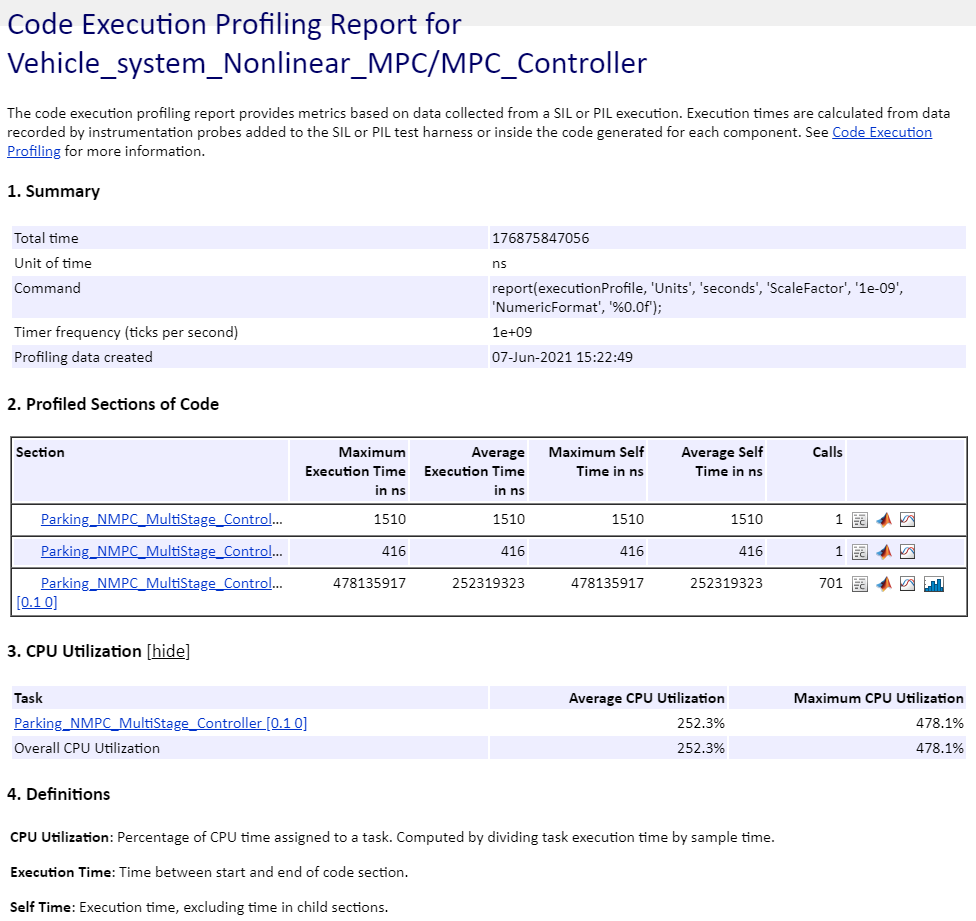 Code Execution Profiling Report for
Vehicle_system_Nonlinear_MPC/MPC_Controller
The code execution profiling report provides metrics based on data collected from a SIL or PIL execution. Execution times are calculated from data
recorded by instrumentation probes added to the SIL or PIL test harness or inside the code generated for each component. See Code Execution
Profiling for more information.
1. Summary
Total time 176875847056
Unit of time ns
Command report(executionProfile, 'Units', 'seconds', 'ScaleFactor', '1e-09',
'NumericFormat', '%0.0f');
Timer frequency (ticks per second) 1e+09
Profiling data created 07-Jun-2021 15:22:49
2. Profiled Sections of Code
Section Maximum Average Maximum Self Average Self Calls
Execution Time Execution Time Time in ns Time in ns
in ns in ns
Parking_NMPC_MultiStage_Control... 1510 1510 1510 1510 1
Parking_NMPC_MultiStage_Control... 416 416 416 416 1
Parking_NMPC_MultiStage_Control... 478135917 252319323 478135917 252319323 701
[0.1 0]
3. CPU Utilization [hide]
Task Average CPU Utilization Maximum CPU Utilization
Parking_NMPC_MultiStage_Controller [0.1 0] 252.3% 478.1%
Overall CPU Utilization 252.3% 478.1%
4. Definitions
CPU Utilization: Percentage of CPU time assigned to a task. Computed by dividing task execution time by sample time.
Execution Time: Time between start and end of code section.
Self Time: Execution time, excluding time in child sections.